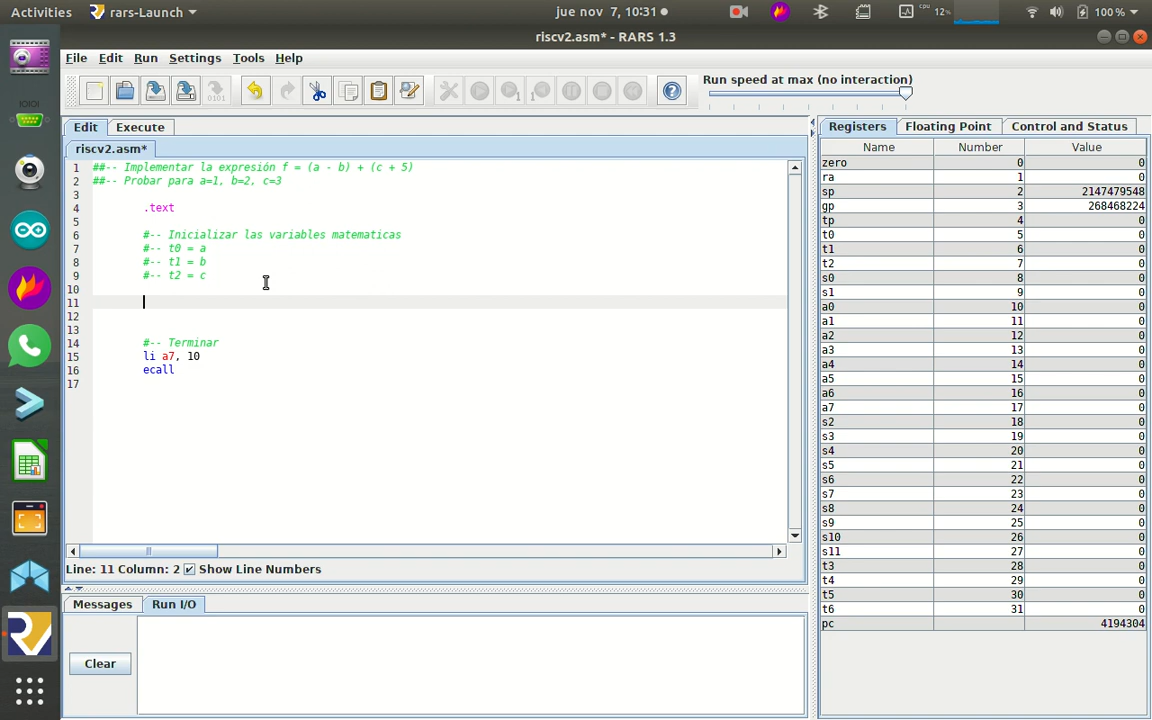 Activities rars-Launch jue nov 7, 10:31 cpu 12% 100%
riscv2.asm* - RARS 1.3
File Edit Run Settings Tools Help
Run speed at max (no interaction)
Edit Execute
riscv2.asm*
1 ##-- Implementar la expresión f = (a - b) + (c + 5)
2 ##-- Probar para a=1, b=2, c=3
3
4 .text
5
6 #-- Inicializar las variables matematicas
7 #-- t0 = a
8 #-- t1 = b
9 #-- t2 = c
10
11
12
13
14 #-- Terminar
15 li a7, 10
16 ecall
17
Line: 11 Column: 2 Show Line Numbers
Messages Run I/O
Clear
Registers Floating Point Control and Status
Name Number Value
zero 0 0
ra 1 0
sp 2 2147479548
gp 3 268468224
tp 4 0
t0 5 0
t1 6 0
t2 7 0
s0 8 0
s1 9 0
a0 10 0
a1 11 0
a2 12 0
a3 13 0
a4 14 0
a5 15 0
a6 16 0
a7 17 0
s2 18 0
s3 19 0
s4 20 0
s5 21 0
s6 22 0
s7 23 0
s8 24 0
s9 25 0
s10 26 0
s11 27 0
t3 28 0
t4 29 0
t5 30 0
t6 31 0
pc 4194304